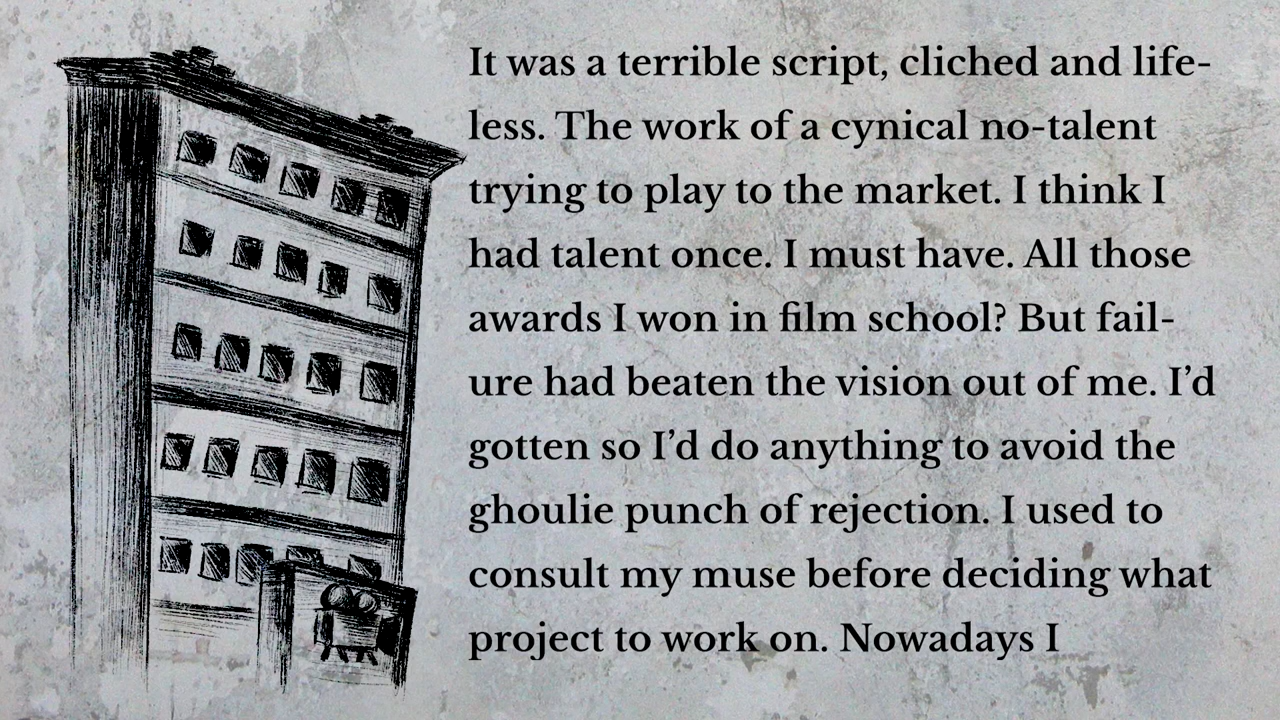 It was a terrible script, cliched and life-
less. The work of a cynical no-talent
trying to play to the market. I think I
had talent once. I must have. All those
awards I won in film school? But fail-
ure had beaten the vision out of me. I’d
gotten so I’d do anything to avoid the
ghoulie punch of rejection. I used to
consult my muse before deciding what
project to work on. Nowadays I